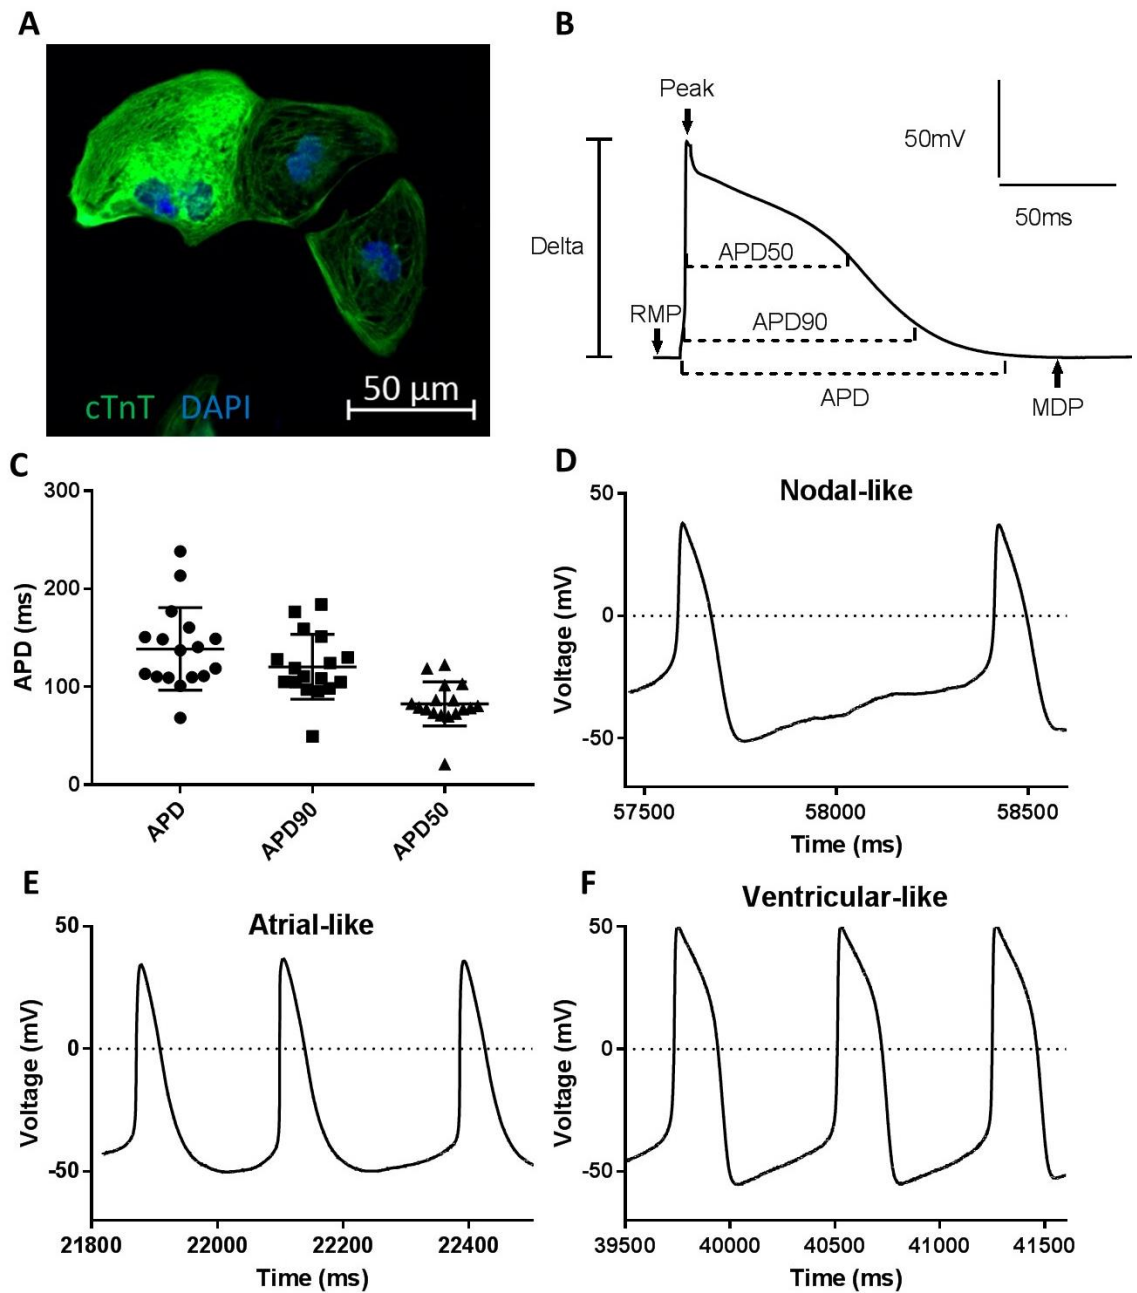 A
cTnT DAPI
50 µm
B
Peak
50mV
50ms
Delta
APD50
RMP
APD90
APD
MDP
C
300
200
100
0
APD (ms)
APD
APD90
APD50
D
Nodal-like
50
0
-50
Voltage (mV)
57500 58000 58500
Time (ms)
E
Atrial-like
50
0
-50
Voltage (mV)
21800 22000 22200 22400
Time (ms)
F
Ventricular-like
50
0
-50
Voltage (mV)
39500 40000 40500 41000 41500
Time (ms)